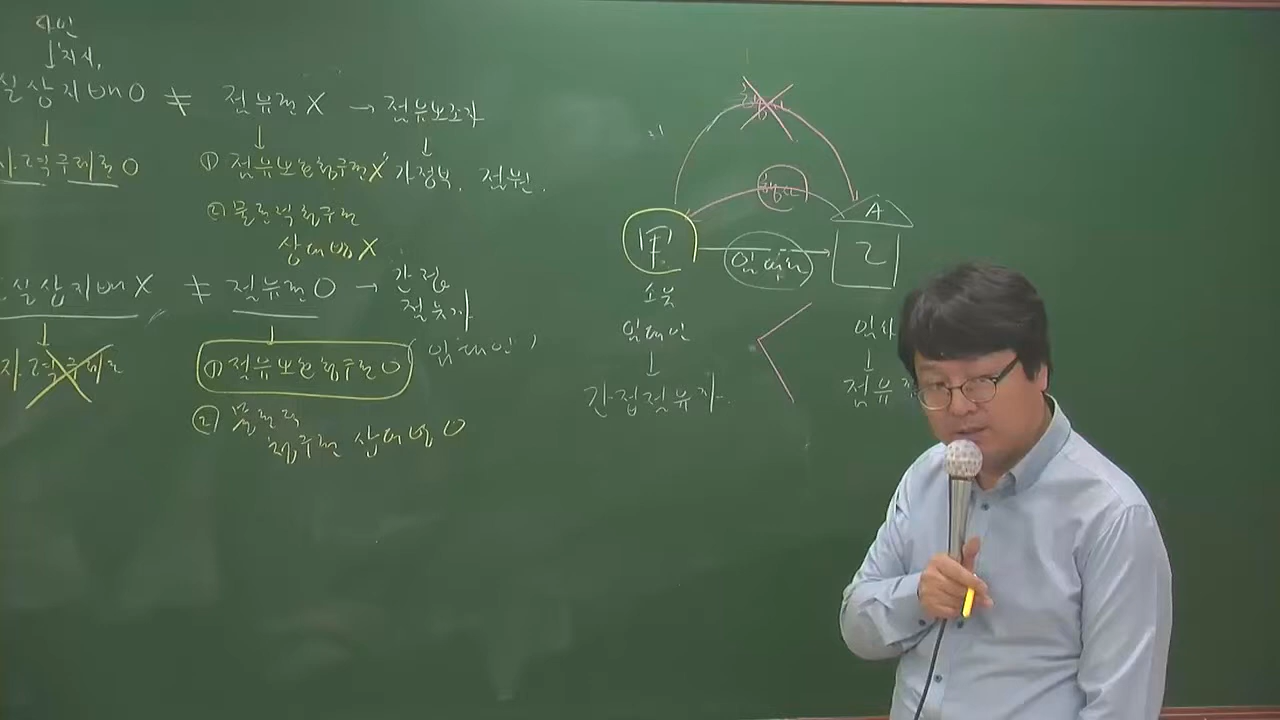 주인
↓지시
사실상지배 O ≠ 점유권 X → 점유보조자
↓ ↓ ↓
자력구제권 O ① 점유보호청구권 X 가정부, 점원.
② 물권적청구권
상대방 X
사실상지배 X ≠ 점유권 O → 간접
점유자
(임대인)
↓ ↓
자력구제권 ① 점유보호청구권 O
② 물권적
청구권 상대방 O
A
甲 임대차 乙
소유
임대인 임차
↓ ↓
간접점유자. 점유